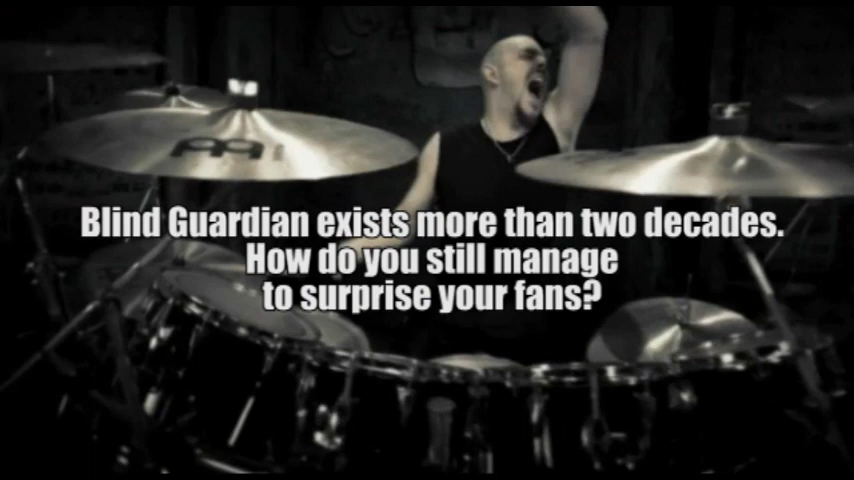 Blind Guardian exists more than two decades.
How do you still manage
to surprise your fans?